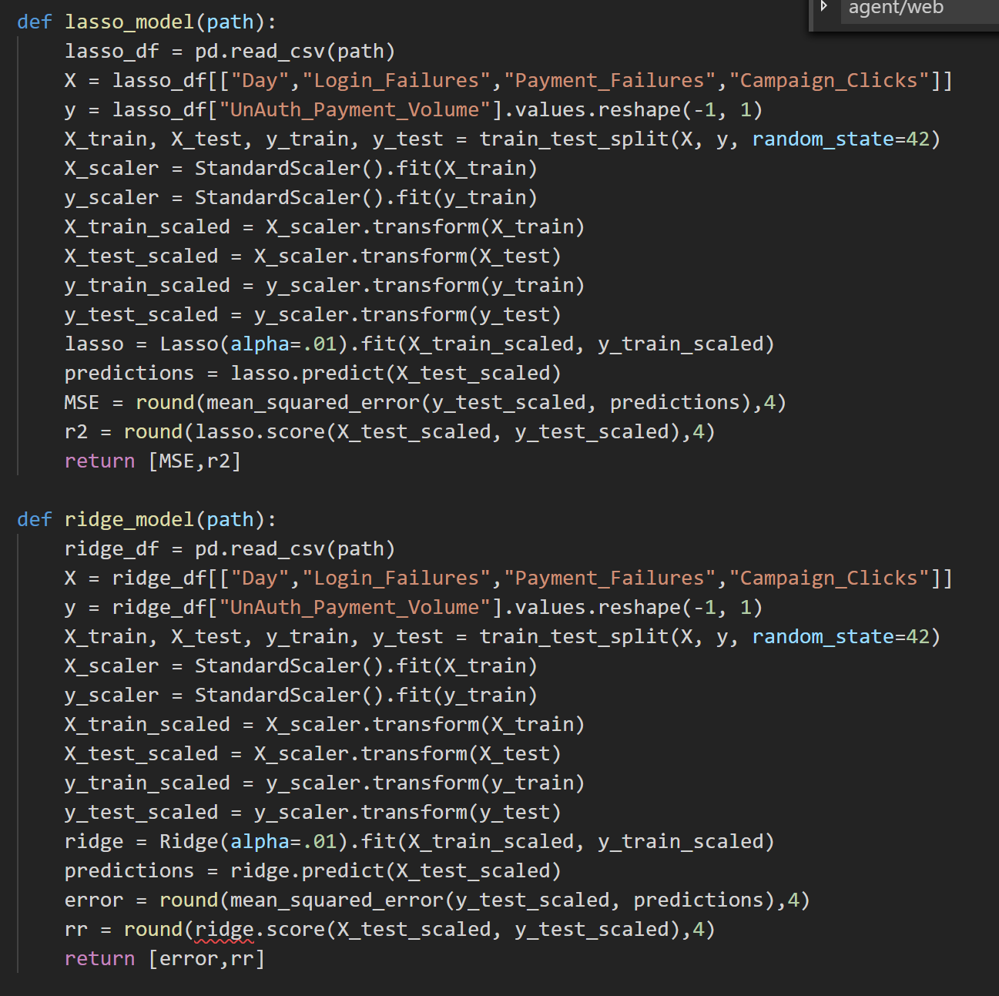 agent/web
def lasso_model(path):
    lasso_df = pd.read_csv(path)
    X = lasso_df[["Day","Login_Failures","Payment_Failures","Campaign_Clicks"]]
    y = lasso_df["UnAuth_Payment_Volume"].values.reshape(-1, 1)
    X_train, X_test, y_train, y_test = train_test_split(X, y, random_state=42)
    X_scaler = StandardScaler().fit(X_train)
    y_scaler = StandardScaler().fit(y_train)
    X_train_scaled = X_scaler.transform(X_train)
    X_test_scaled = X_scaler.transform(X_test)
    y_train_scaled = y_scaler.transform(y_train)
    y_test_scaled = y_scaler.transform(y_test)
    lasso = Lasso(alpha=.01).fit(X_train_scaled, y_train_scaled)
    predictions = lasso.predict(X_test_scaled)
    MSE = round(mean_squared_error(y_test_scaled, predictions),4)
    r2 = round(lasso.score(X_test_scaled, y_test_scaled),4)
    return [MSE,r2]

def ridge_model(path):
    ridge_df = pd.read_csv(path)
    X = ridge_df[["Day","Login_Failures","Payment_Failures","Campaign_Clicks"]]
    y = ridge_df["UnAuth_Payment_Volume"].values.reshape(-1, 1)
    X_train, X_test, y_train, y_test = train_test_split(X, y, random_state=42)
    X_scaler = StandardScaler().fit(X_train)
    y_scaler = StandardScaler().fit(y_train)
    X_train_scaled = X_scaler.transform(X_train)
    X_test_scaled = X_scaler.transform(X_test)
    y_train_scaled = y_scaler.transform(y_train)
    y_test_scaled = y_scaler.transform(y_test)
    ridge = Ridge(alpha=.01).fit(X_train_scaled, y_train_scaled)
    predictions = ridge.predict(X_test_scaled)
    error = round(mean_squared_error(y_test_scaled, predictions),4)
    rr = round(ridge.score(X_test_scaled, y_test_scaled),4)
    return [error,rr]